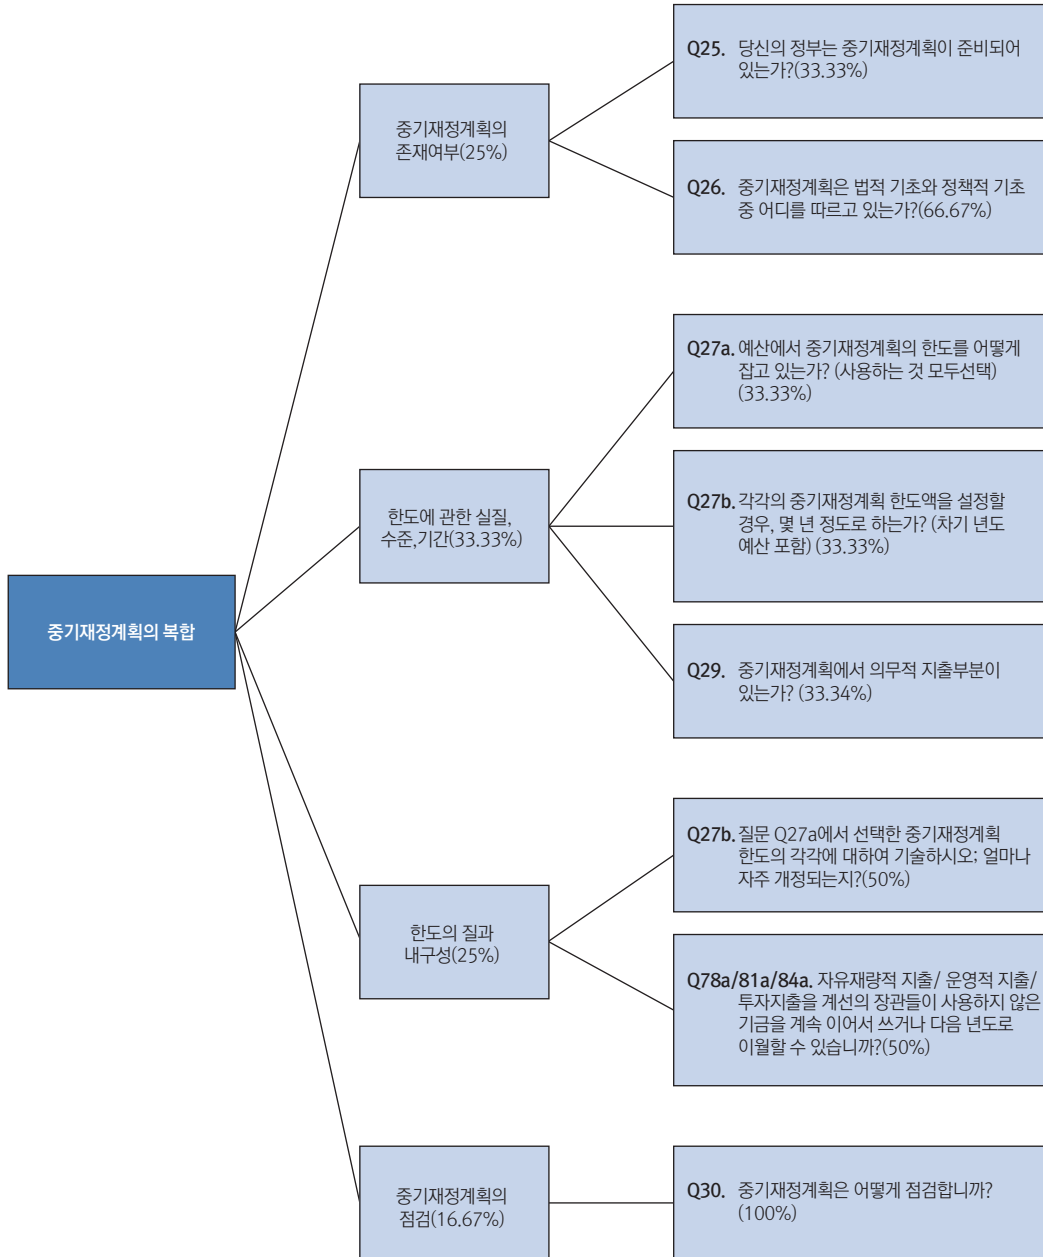 Q25. 당신의 정부는 중기재정계획이 준비되어
있는가?(33.33%)
중기재정계획의
존재여부(25%)
Q26. 중기재정계획은 법적 기초와 정책적 기초
중 어디를 따르고 있는가?(66.67%)
Q27a. 예산에서 중기재정계획의 한도를 어떻게
잡고 있는가? (사용하는 것 모두선택)
(33.33%)
한도에 관한 실질,
수준,기간(33.33%)
Q27b. 각각의 중기재정계획 한도액을 설정할
경우, 몇 년 정도로 하는가? (차기 년도
예산 포함) (33.33%)
Q29. 중기재정계획에서 의무적 지출부분이
있는가? (33.34%)
중기재정계획의 복합
Q27b. 질문 Q27a에서 선택한 중기재정계획
한도의 각각에 대하여 기술하시오; 얼마나
자주 개정되는지?(50%)
한도의 질과
내구성(25%)
Q78a/81a/84a. 자유재량적 지출/ 운영적 지출/
투자지출을 계선의 장관들이 사용하지 않은
기금을 계속 이어서 쓰거나 다음 년도로
이월할 수 있습니까?(50%)
중기재정계획의
점검(16.67%)
Q30. 중기재정계획은 어떻게 점검합니까?
(100%)